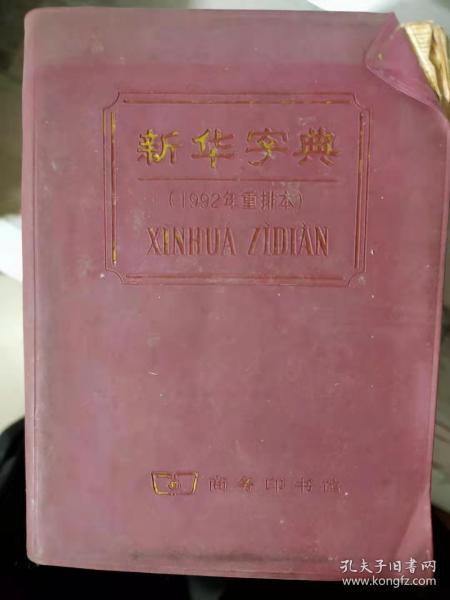 新华字典
(1992年重排本)
XINHUA ZÌDIǍN
商务印书馆
孔夫子旧书网
www.kongfz.com